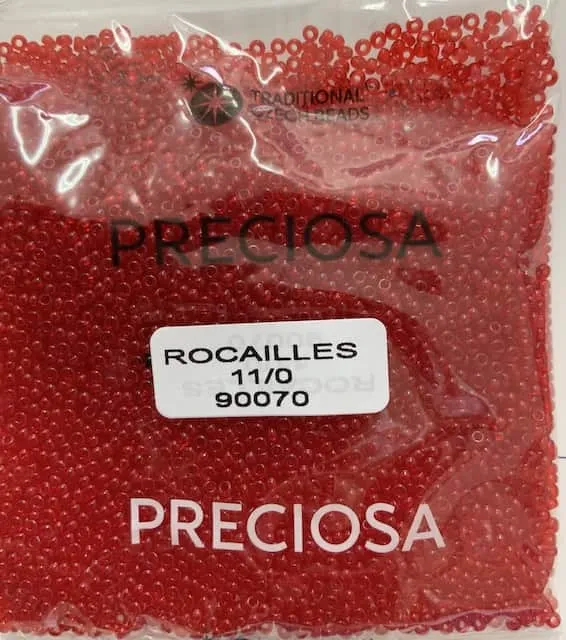 TRADITIONAL
CZECH BEADS
PRECIOSA
ROCAILLES
11/0
90070
PRECIOSA